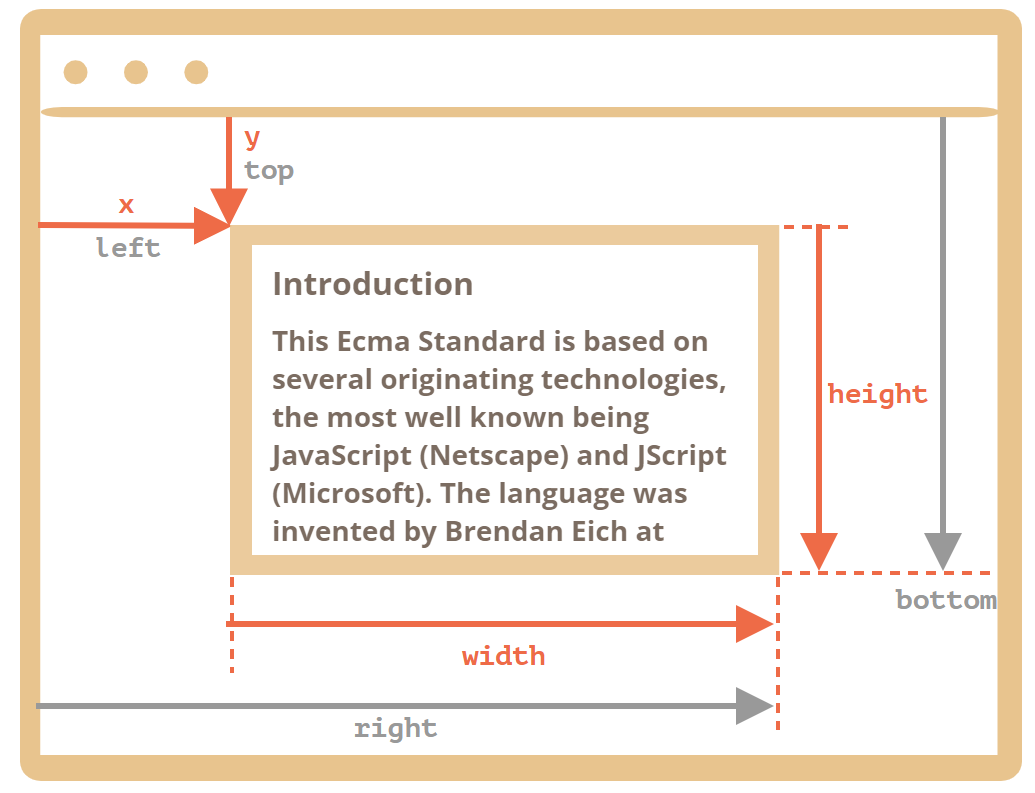 y
top
x
left
Introduction
This Ecma Standard is based on
several originating technologies,
the most well known being
JavaScript (Netscape) and JScript
(Microsoft). The language was
invented by Brendan Eich at
height
bottom
width
right